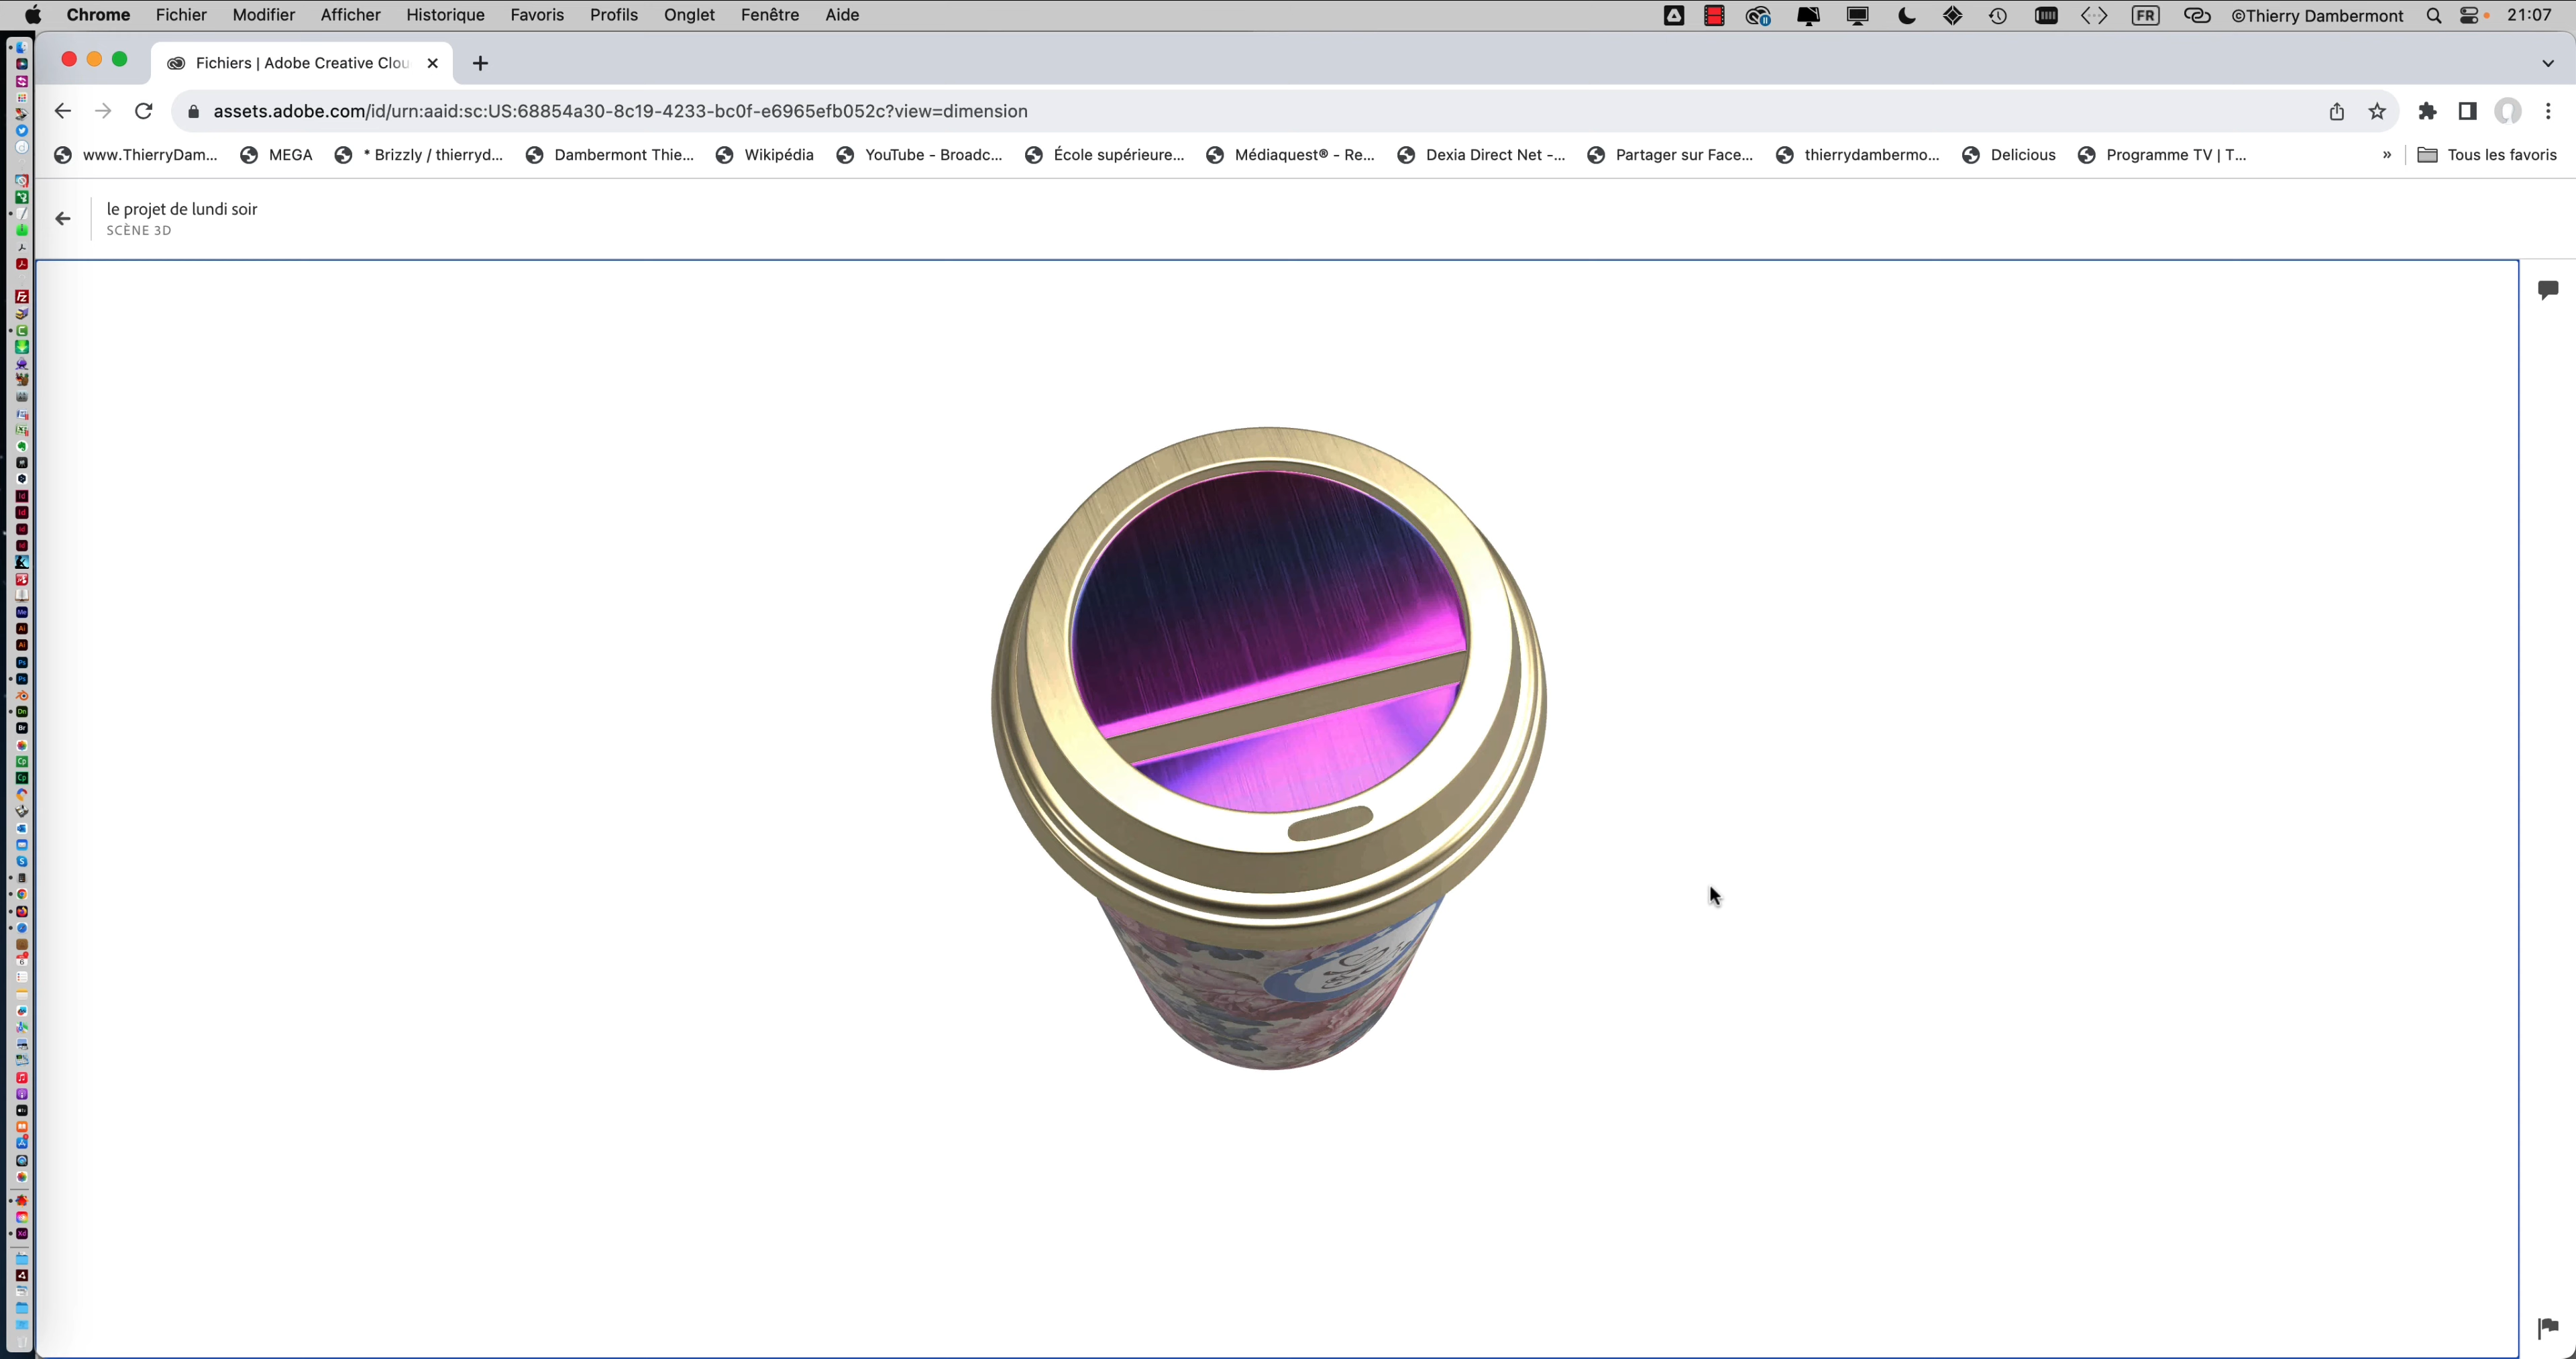 Chrome Fichier Modifier Afficher Historique Favoris Profils Onglet Fenêtre Aide FR ©Thierry Dambermont 21:07
Fichiers | Adobe Creative Clou
assets.adobe.com/id/urn:aaid:sc:US:68854a30-8c19-4233-bc0f-e6965efb052c?view=dimension
www.ThierryDam... MEGA * Brizzly / thierryd... Dambermont Thie... Wikipédia YouTube - Broadc... École supérieure... Médiaquest® - Re... Dexia Direct Net -... Partager sur Face... thierrydambermo... Delicious Programme TV | T... » Tous les favoris
le projet de lundi soir
SCÈNE 3D